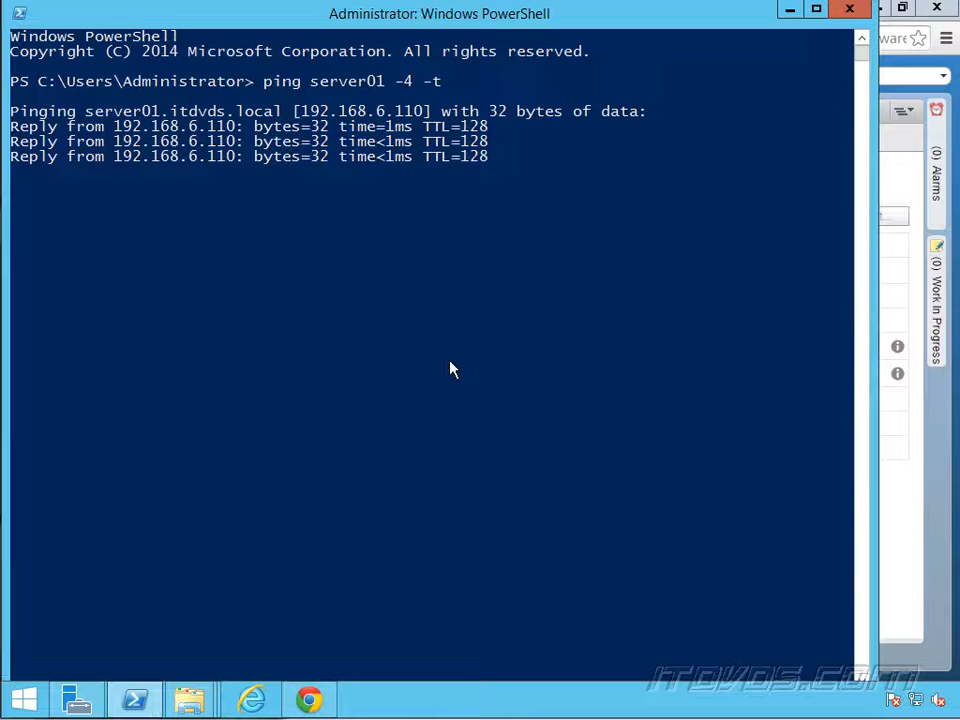 Administrator: Windows PowerShell
Windows PowerShell
Copyright (C) 2014 Microsoft Corporation. All rights reserved.
PS C:\Users\Administrator> ping server01 -4 -t
Pinging server01.itdvds.local [192.168.6.110] with 32 bytes of data:
Reply from 192.168.6.110: bytes=32 time=1ms TTL=128
Reply from 192.168.6.110: bytes=32 time<1ms TTL=128
Reply from 192.168.6.110: bytes=32 time<1ms TTL=128
ware
(0) Alarms
(0) Work In Progress
ITDVDS.COM